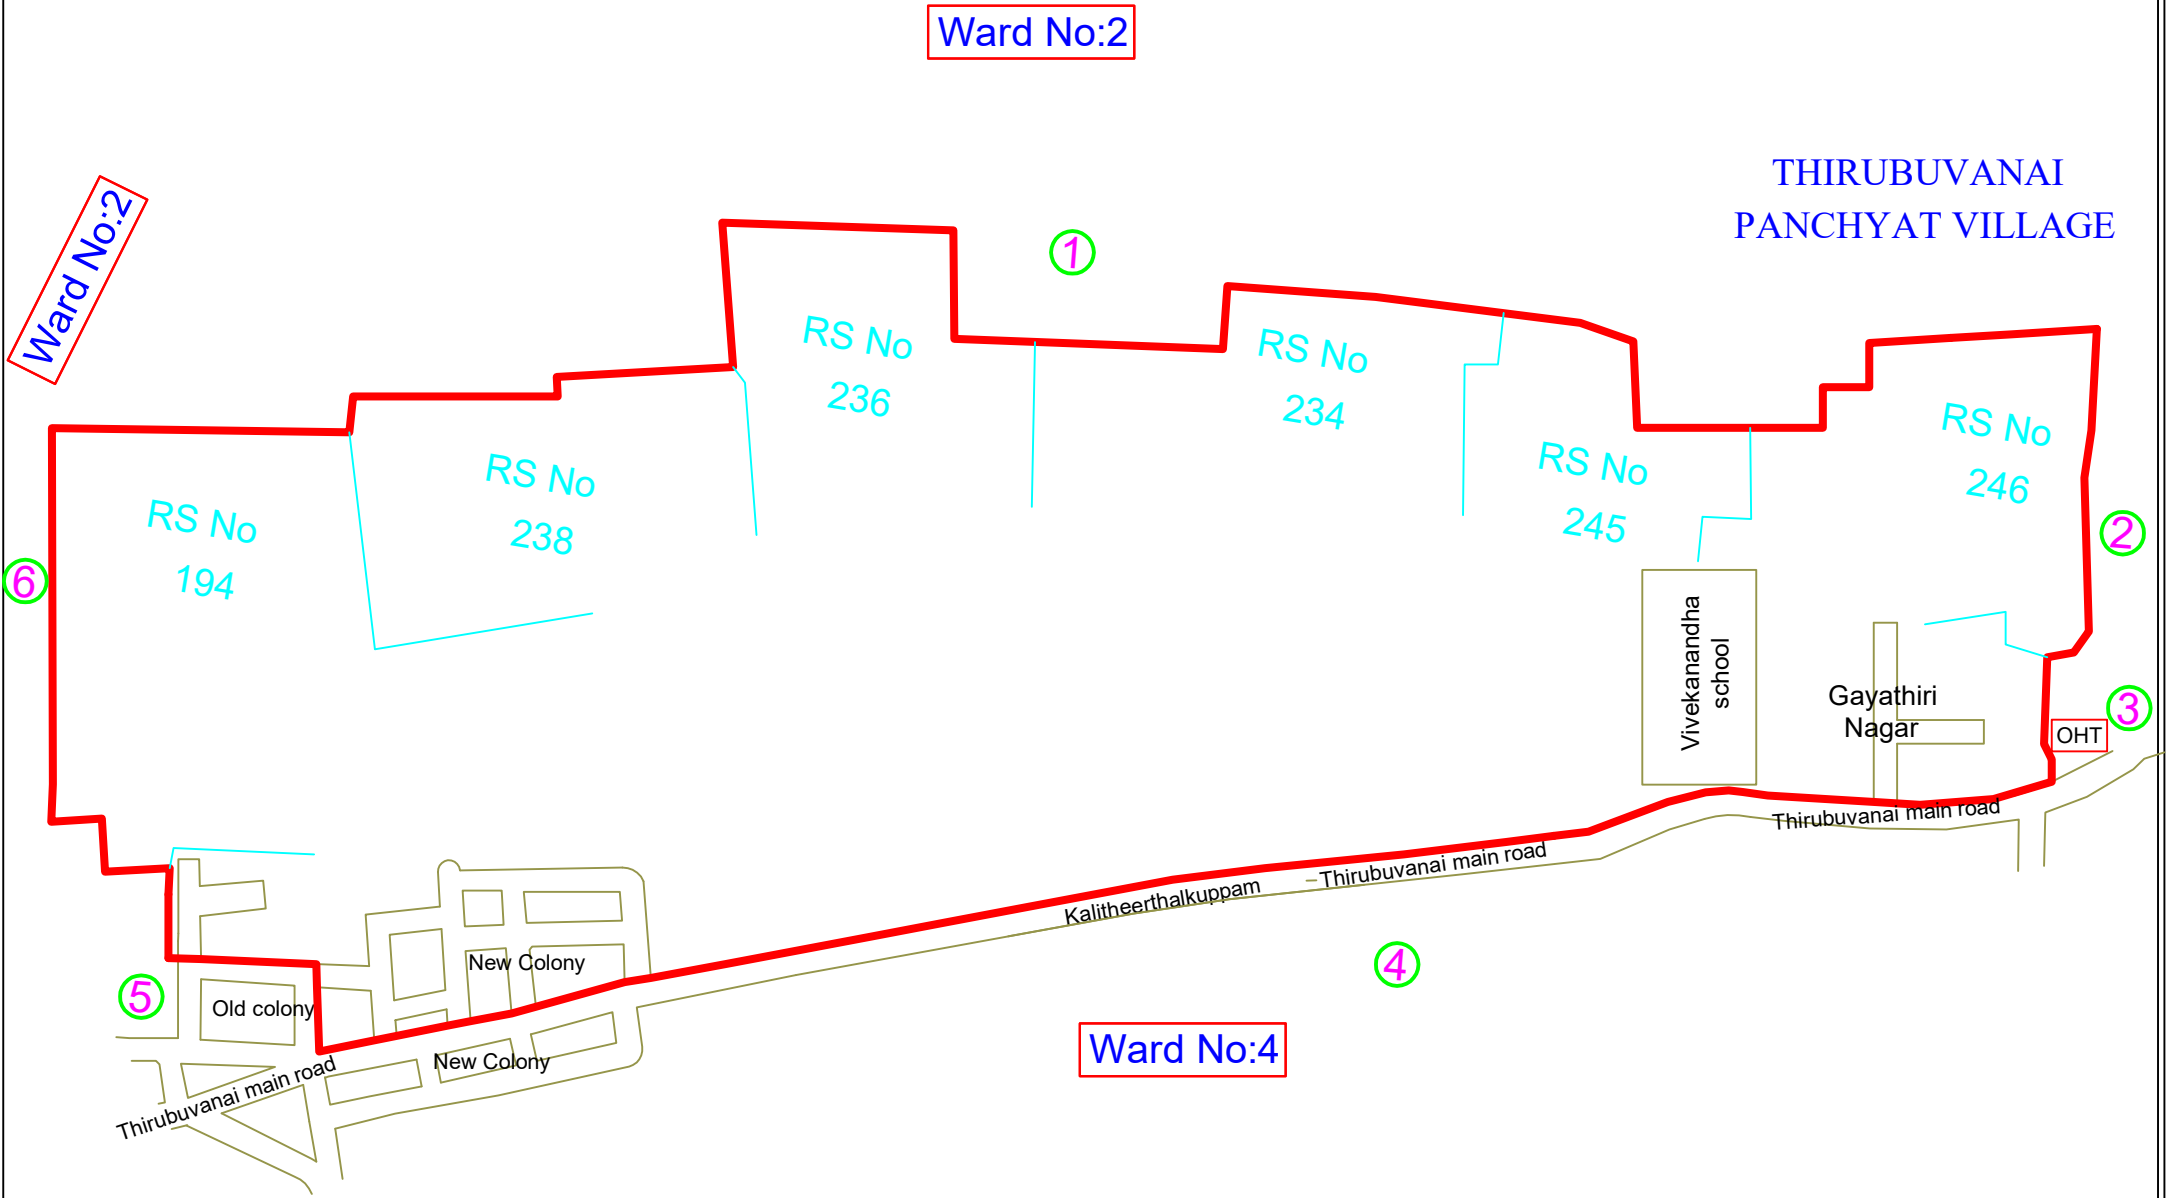 Ward No:2
THIRUBUVANAI
PANCHYAT VILLAGE
Ward No:2
1
RS No
236
RS No
234
RS No
246
RS No
238
RS No
245
RS No
194
2
6
Vivekanandha
school
Gayathiri
Nagar
3
OHT
Thirubuvanai main road
Thirubuvanai main road
Kalitheerthalkuppam
4
New Colony
5
Old colony
Ward No:4
New Colony
Thirubuvanai main road